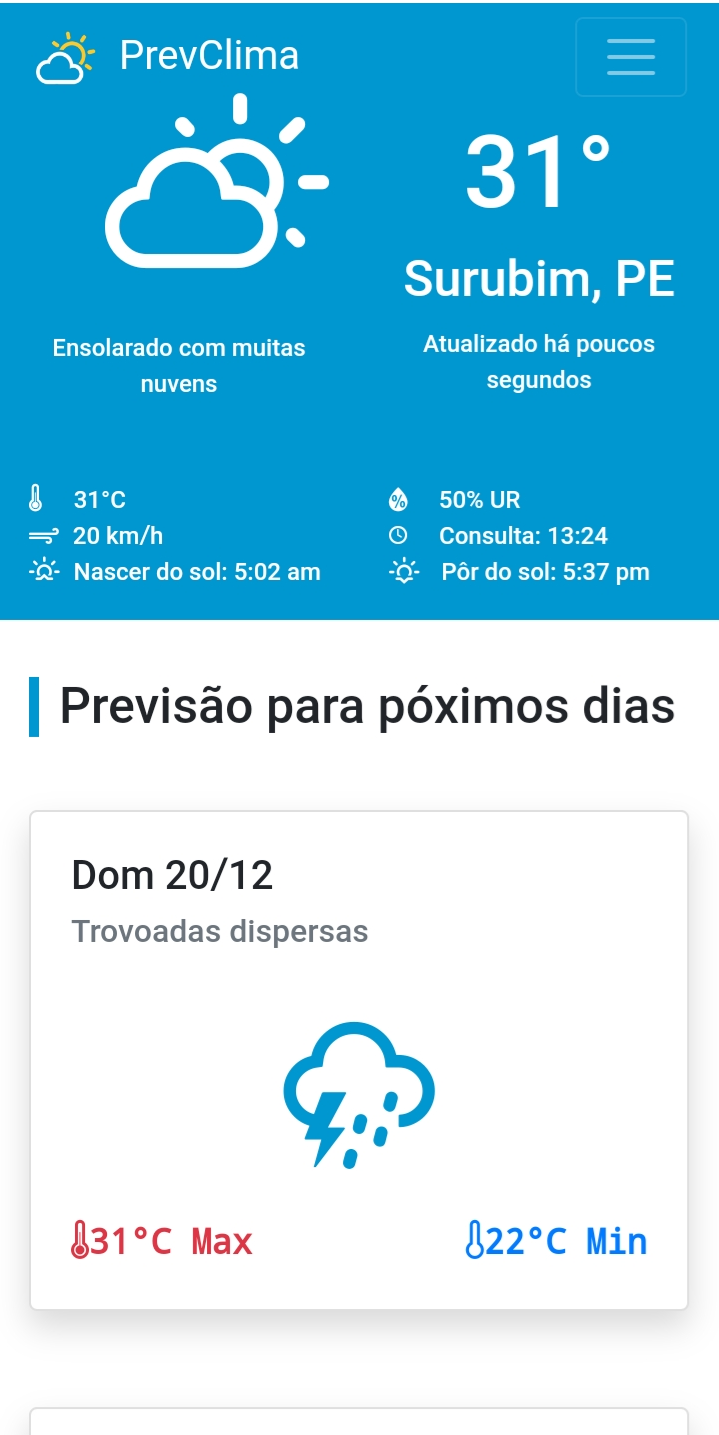 PrevClima
31°
Surubim, PE
Ensolarado com muitas
nuvens
Atualizado há poucos
segundos
31°C
50% UR
20 km/h
Consulta: 13:24
Nascer do sol: 5:02 am
Pôr do sol: 5:37 pm
Previsão para póximos dias
Dom 20/12
Trovoadas dispersas
31°C Max
22°C Min